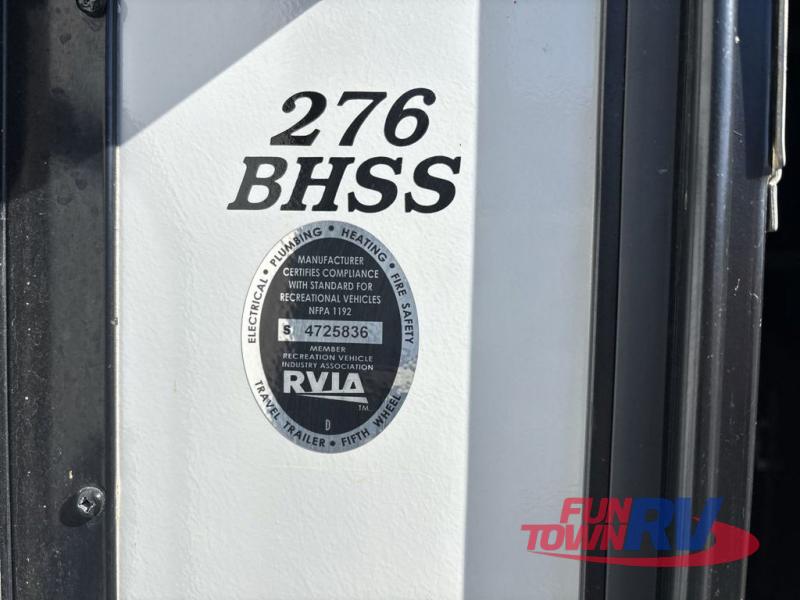 276
BHSS
ELECTRICAL • PLUMBING • HEATING • FIRE SAFETY
MANUFACTURER
CERTIFIES COMPLIANCE
WITH STANDARD FOR
RECREATIONAL VEHICLES
NFPA 1192
S 4725836
MEMBER
RECREATION VEHICLE
INDUSTRY ASSOCIATION
RVIA
TM.
D
TRAVEL TRAILER • FIFTH WHEEL
FUN
TOWN RV